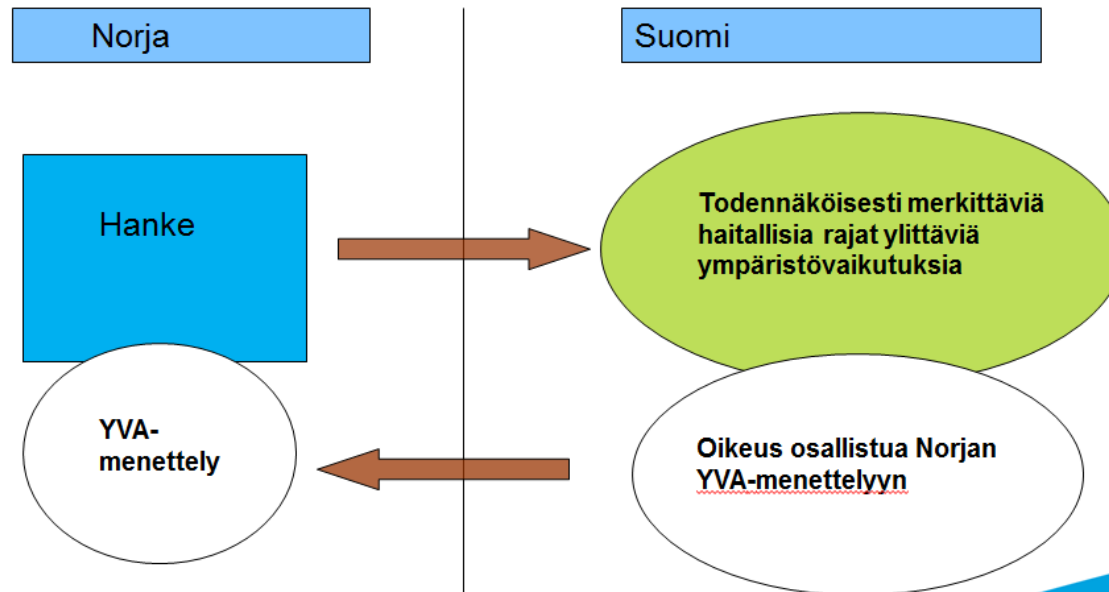 Norja
Suomi
Hanke
Todennäköisesti merkittäviä
haitallisia rajat ylittäviä
ympäristövaikutuksia
YVA-
menettely
Oikeus osallistua Norjan
YVA-menettelyyn